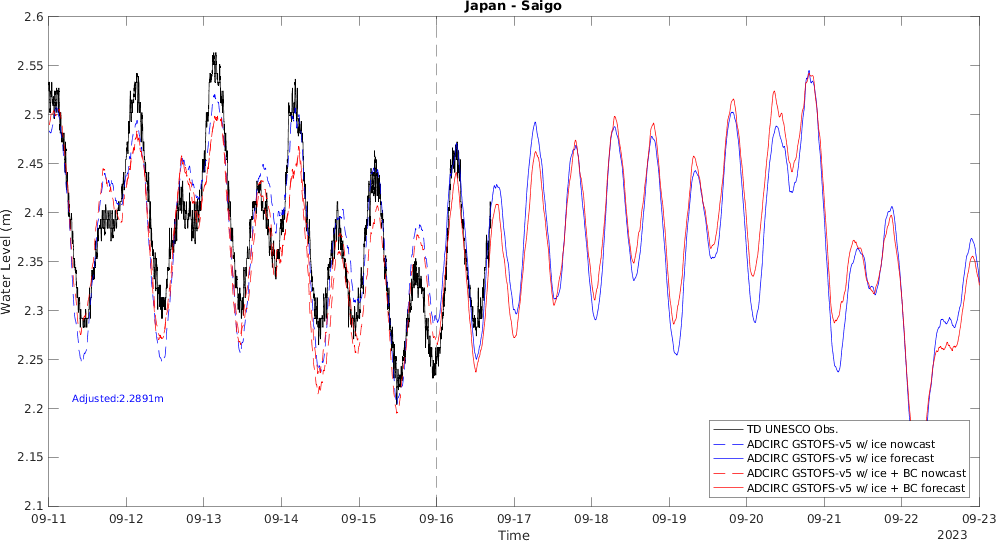 Japan - Saigo
Water Level (m)
2.6
2.55
2.5
2.45
2.4
2.35
2.3
2.25
2.2
2.15
2.1
Adjusted:2.2891m
TD UNESCO Obs.
ADCIRC GSTOFS-v5 w/ ice nowcast
ADCIRC GSTOFS-v5 w/ ice forecast
ADCIRC GSTOFS-v5 w/ ice + BC nowcast
ADCIRC GSTOFS-v5 w/ ice + BC forecast
09-11 09-12 09-13 09-14 09-15 09-16 09-17 09-18 09-19 09-20 09-21 09-22 09-23
Time
2023